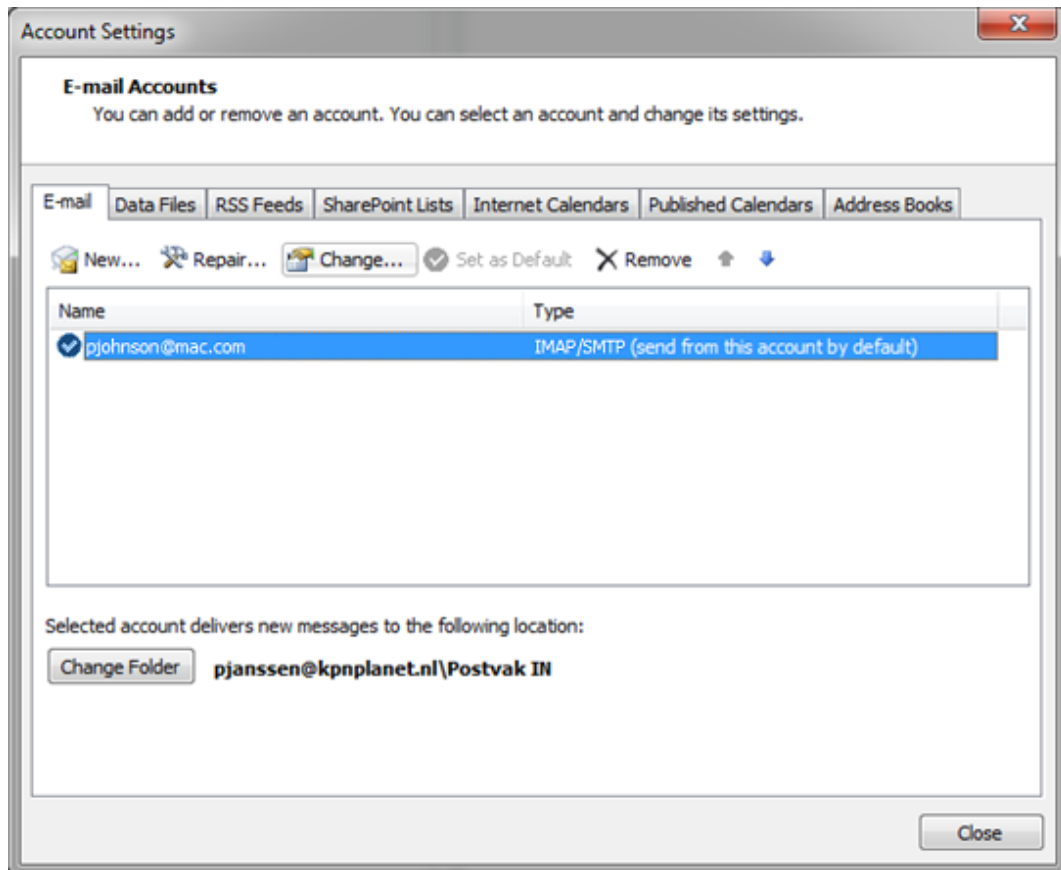 Account Settings
E-mail Accounts
You can add or remove an account. You can select an account and change its settings.
E-mail Data Files RSS Feeds SharePoint Lists Internet Calendars Published Calendars Address Books
New... Repair... Change... Set as Default Remove
Name Type
pjohnson@mac.com IMAP/SMTP (send from this account by default)
Selected account delivers new messages to the following location:
Change Folder pjanssen@kpnplanet.nl\Postvak IN
Close